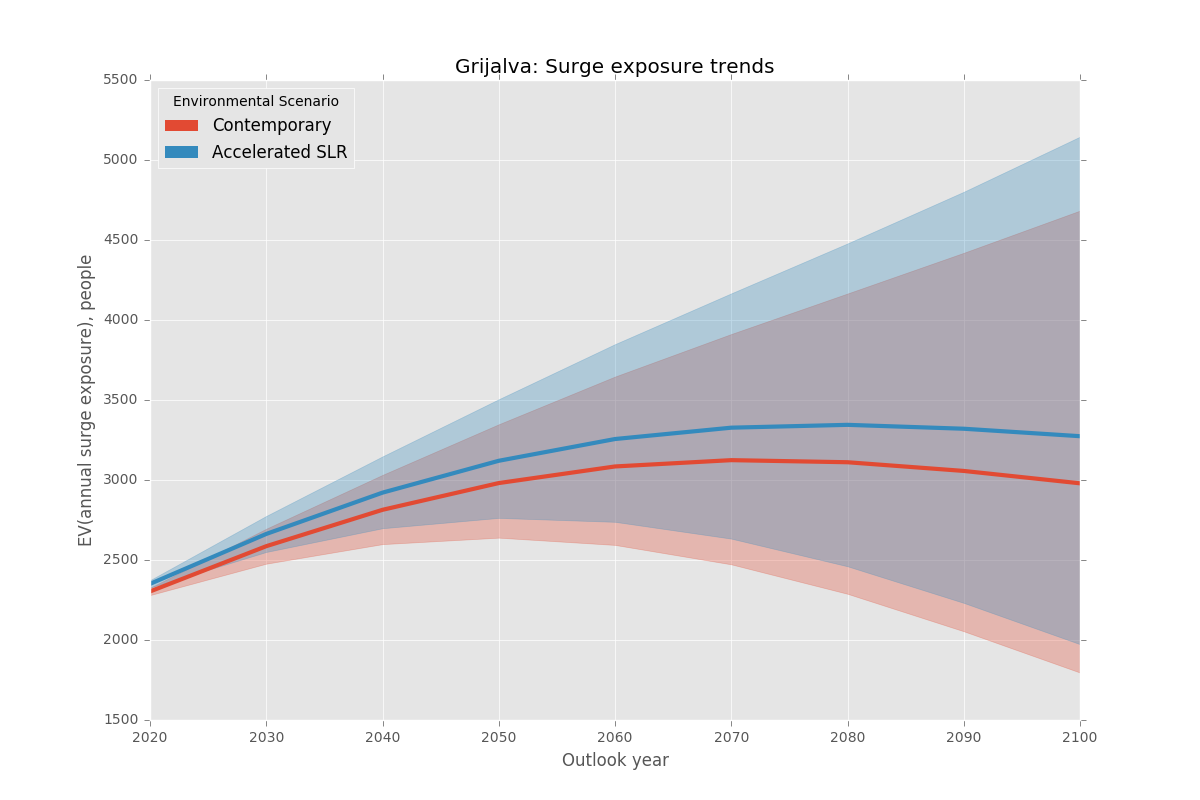 Grijalva: Surge exposure trends
Environmental Scenario
Contemporary
Accelerated SLR
EV(annual surge exposure), people
5500
5000
4500
4000
3500
3000
2500
2000
1500
2020 2030 2040 2050 2060 2070 2080 2090 2100
Outlook year